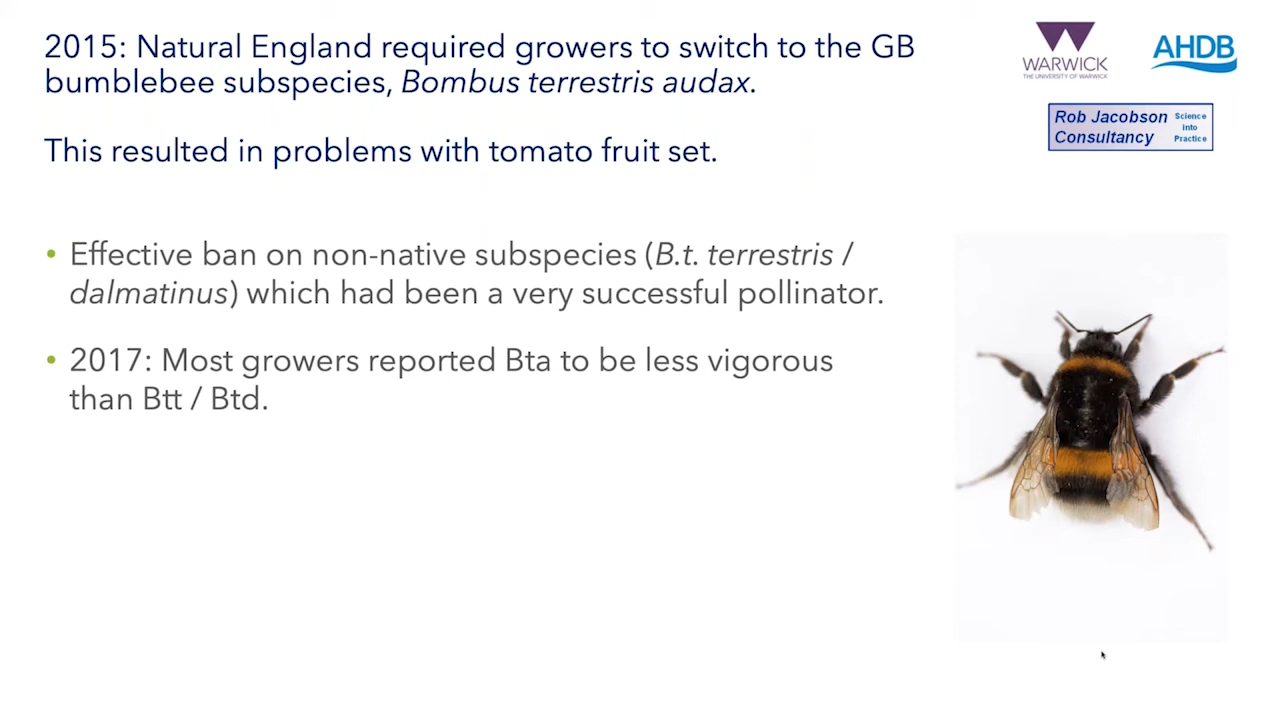 2015: Natural England required growers to switch to the GB
bumblebee subspecies, Bombus terrestris audax.
This resulted in problems with tomato fruit set.
WARWICK
THE UNIVERSITY OF WARWICK
AHDB
Rob Jacobson
Consultancy
Science
into
Practice
• Effective ban on non-native subspecies (B.t. terrestris /
dalmatinus) which had been a very successful pollinator.
• 2017: Most growers reported Bta to be less vigorous
than Btt / Btd.